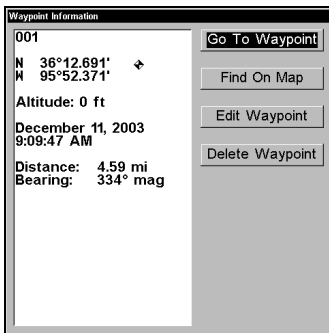 Waypoint Information
001
N 36°12.691'
W 95°52.371'
Altitude: 0 ft
December 11, 2003
9:09:47 AM
Distance: 4.59 mi
Bearing: 334° mag
Go To Waypoint
Find On Map
Edit Waypoint
Delete Waypoint